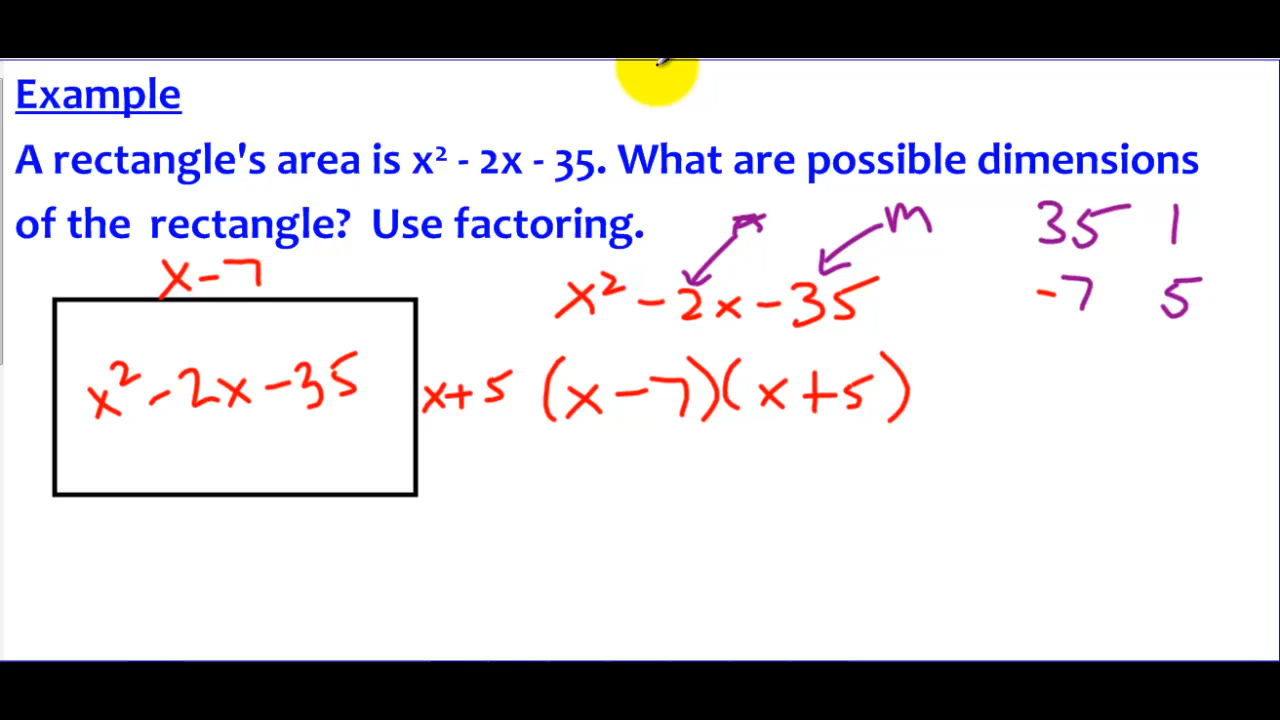 Example
A rectangle's area is x² - 2x - 35. What are possible dimensions
of the rectangle? Use factoring.
m
35 1
-7 5
x-7
x² - 2x - 35
x² - 2x - 35
x+5
(x-7)(x+5)